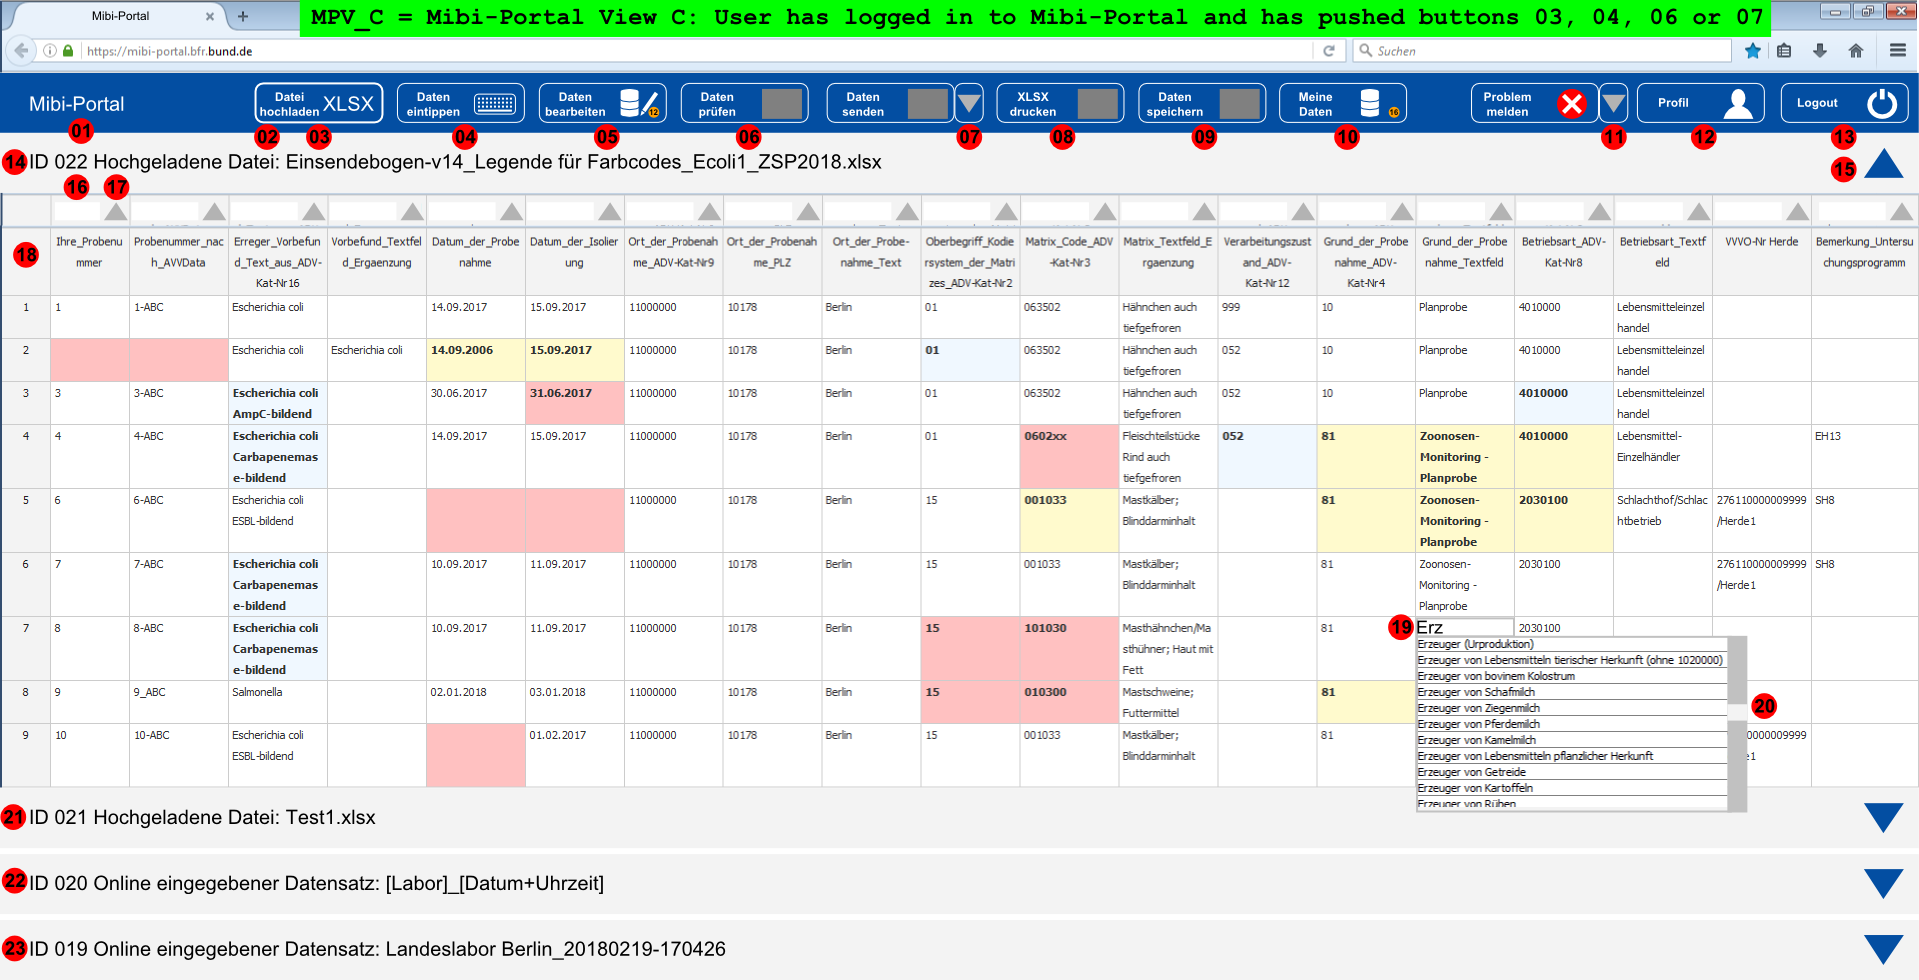 MPV_C = Mibi-Portal View C: User has logged in to Mibi-Portal and has pushed buttons 03, 04, 06 or 07
Mibi-Portal
https://mibi-portal.bfr.bund.de
Suchen
Mibi-Portal
Datei hochladen XLSX
Daten eintippen
Daten bearbeiten 12
Daten prüfen
Daten senden
XLSX drucken
Daten speichern
Meine Daten 16
Problem melden
Profil
Logout
01 02 03 04 05 06 07 08 09 10 11 12 13
14 ID 022 Hochgeladene Datei: Einsendebogen-v14_Legende für Farbcodes_Ecoli1_ZSP2018.xlsx
15
16 17
18
Ihre_Probenummer
Probenummer_nach_AVVData
Erreger_Vorbefund_Text_aus_ADV-Kat-Nr16
Vorbefund_Textfeld_Ergaenzung
Datum_der_Probenahme
Datum_der_Isolierung
Ort_der_Probenahme_ADV-Kat-Nr9
Ort_der_Probenahme_PLZ
Ort_der_Probe-nahme_Text
Oberbegriff_Kodiersystem_der_Matrizes_ADV-Kat-Nr2
Matrix_Code_ADV-Kat-Nr3
Matrix_Textfeld_Ergaenzung
Verarbeitungszustand_ADV-Kat-Nr12
Grund_der_Probenahme_ADV-Kat-Nr4
Grund_der_Probenahme_Textfeld
Betriebsart_ADV-Kat-Nr8
Betriebsart_Textfeld
VVVO-Nr Herde
Bemerkung_Untersuchungsprogramm
1 1 1-ABC Escherichia coli 14.09.2017 15.09.2017 11000000 10178 Berlin 01 063502 Hähnchen auch tiefgefroren 999 10 Planprobe 4010000 Lebensmitteleinzelhandel
2 Escherichia coli Escherichia coli 14.09.2006 15.09.2017 11000000 10178 Berlin 01 063502 Hähnchen auch tiefgefroren 052 10 Planprobe 4010000 Lebensmitteleinzelhandel
3 3 3-ABC Escherichia coli AmpC-bildend 30.06.2017 31.06.2017 11000000 10178 Berlin 01 063502 Hähnchen auch tiefgefroren 052 10 Planprobe 4010000 Lebensmitteleinzelhandel
4 4 4-ABC Escherichia coli Carbapenemase-bildend 14.09.2017 15.09.2017 11000000 10178 Berlin 01 0602xx Fleischteilstücke Rind auch tiefgefroren 052 81 Zoonosen-Monitoring - Planprobe 4010000 Lebensmittel-Einzelhändler EH13
5 6 6-ABC Escherichia coli ESBL-bildend 11000000 10178 Berlin 15 001033 Mastkälber; Blinddarminhalt 81 Zoonosen-Monitoring - Planprobe 2030100 Schlachthof/Schlachtbetrieb 276110000009999/Herde1 SH8
6 7 7-ABC Escherichia coli Carbapenemase-bildend 10.09.2017 11.09.2017 11000000 10178 Berlin 15 001033 Mastkälber; Blinddarminhalt 81 Zoonosen-Monitoring - Planprobe 2030100 276110000009999/Herde1 SH8
7 8 8-ABC Escherichia coli Carbapenemase-bildend 10.09.2017 11.09.2017 11000000 10178 Berlin 15 101030 Masthähnchen/Masthühner; Haut mit Fett 81 19 Erz 2030100
8 9 9_ABC Salmonella 02.01.2018 03.01.2018 11000000 10178 Berlin 15 010300 Mastschweine; Futtermittel 81
9 10 10-ABC Escherichia coli ESBL-bildend 01.02.2017 11000000 10178 Berlin 15 001033 Mastkälber; Blinddarminhalt 81
Erzeuger (Urproduktion)
Erzeuger von Lebensmitteln tierischer Herkunft (ohne 1020000)
Erzeuger von bovinem Kolostrum
Erzeuger von Schafmilch
Erzeuger von Ziegenmilch
Erzeuger von Pferdemilch
Erzeuger von Kamelmilch
Erzeuger von Lebensmitteln pflanzlicher Herkunft
Erzeuger von Getreide
Erzeuger von Kartoffeln
Erzeuger von Rüben
20
21 ID 021 Hochgeladene Datei: Test1.xlsx
22 ID 020 Online eingegebener Datensatz: [Labor]_[Datum+Uhrzeit]
23 ID 019 Online eingegebener Datensatz: Landeslabor Berlin_20180219-170426